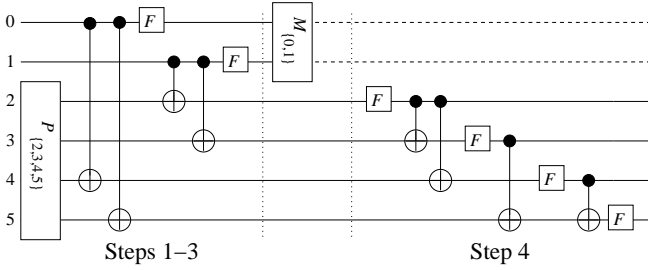 0 F M {0,1}
1 F
2 P {2,3,4,5} F
3 F
4 F
5 F
Steps 1–3 Step 4